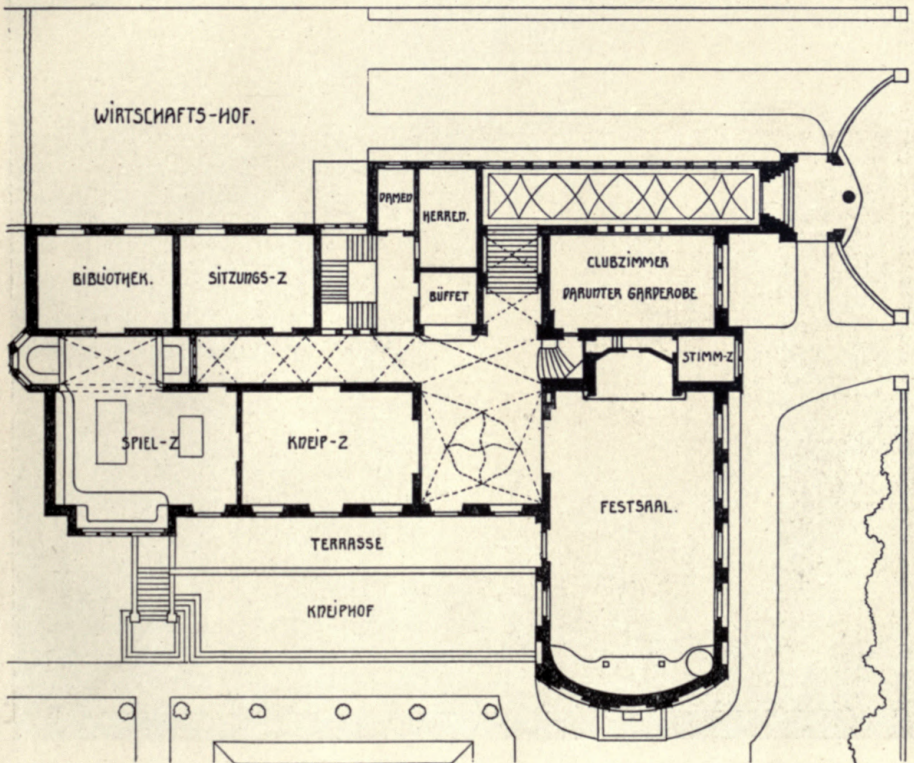 WIRTSCHAFTS-HOF.
DAMEN
HERREN.
BIBLIOTHEK.
SITZUNGS-Z
BÜFFET
CLUBZIMMER
DARUNTER GARDEROBE
STIMM-Z
SPIEL-Z
KNEIP-Z
FESTSAAL.
TERRASSE
KNEIPHOF